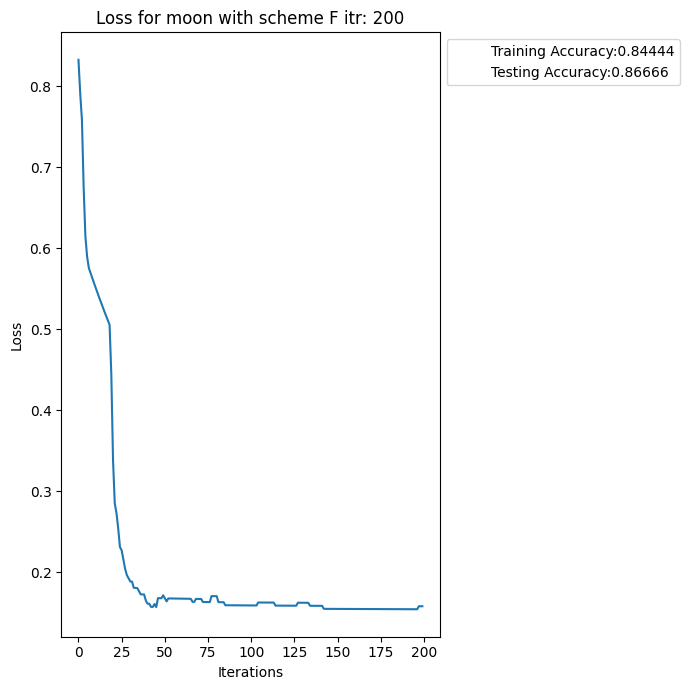 Loss for moon with scheme F itr: 200
Training Accuracy:0.84444
Testing Accuracy:0.86666
0.8
0.7
0.6
0.5
0.4
0.3
0.2
Loss
0 25 50 75 100 125 150 175 200
Iterations